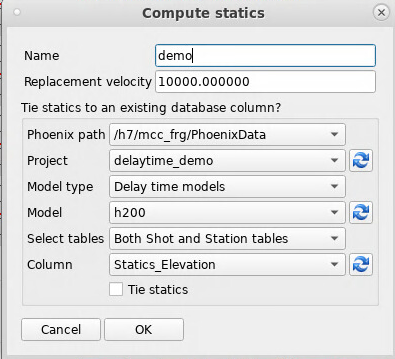 Compute statics
Name demo
Replacement velocity 10000.000000
Tie statics to an existing database column?
Phoenix path /h7/mcc_frg/PhoenixData
Project delaytime_demo
Model type Delay time models
Model h200
Select tables Both Shot and Station tables
Column Statics_Elevation
Tie statics
Cancel OK